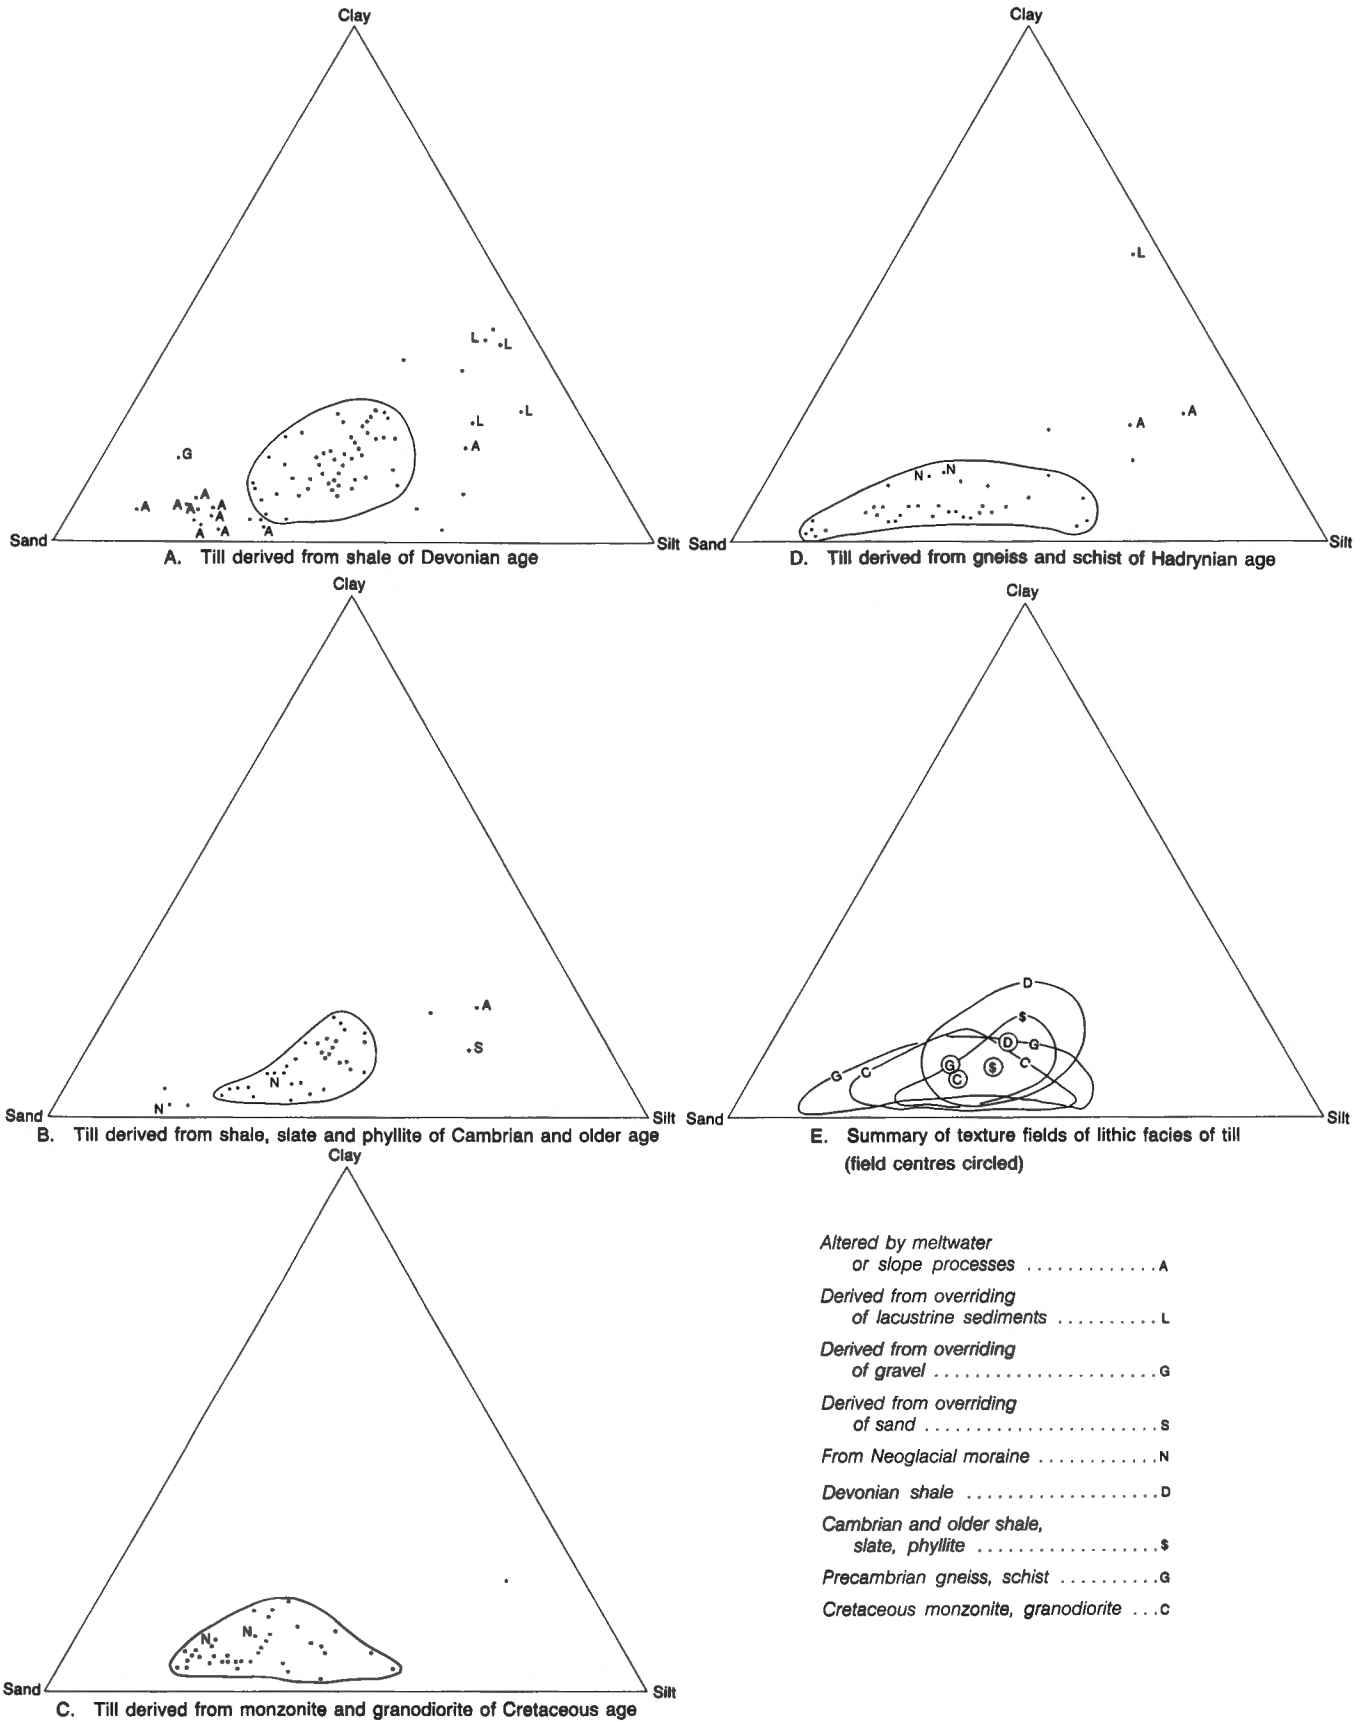 Clay
L
L
L
L
A
G
A
A
A
A
A
A
A
A
A
A
Sand
Silt
A. Till derived from shale of Devonian age
Clay
L
A
A
N
N
Sand
Silt
D. Till derived from gneiss and schist of Hadrynian age
Clay
A
S
N
N
Sand
Silt
B. Till derived from shale, slate and phyllite of Cambrian and older age
Clay
D
$
D
G
G
C
$
C
G
C
Sand
Silt
E. Summary of texture fields of lithic facies of till
(field centres circled)
Clay
N
N
Sand
Silt
C. Till derived from monzonite and granodiorite of Cretaceous age
Altered by meltwater
or slope processes .............A
Derived from overriding
of lacustrine sediments ..........L
Derived from overriding
of gravel ......................G
Derived from overriding
of sand .......................S
From Neoglacial moraine ............N
Devonian shale ...................D
Cambrian and older shale,
slate, phyllite ..................$
Precambrian gneiss, schist ..........G
Cretaceous monzonite, granodiorite ...C